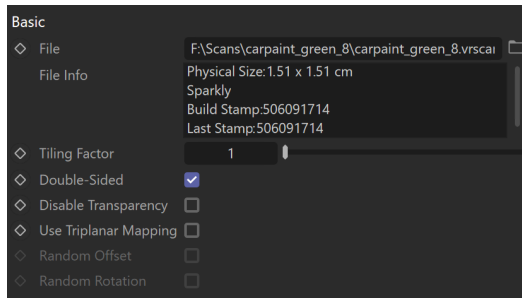 Basic
File F:\Scans\carpaint_green_8\carpaint_green_8.vrscan
File Info Physical Size:1.51 x 1.51 cm
Sparkly
Build Stamp:506091714
Last Stamp:506091714
Tiling Factor 1
Double-Sided
Disable Transparency
Use Triplanar Mapping
Random Offset
Random Rotation